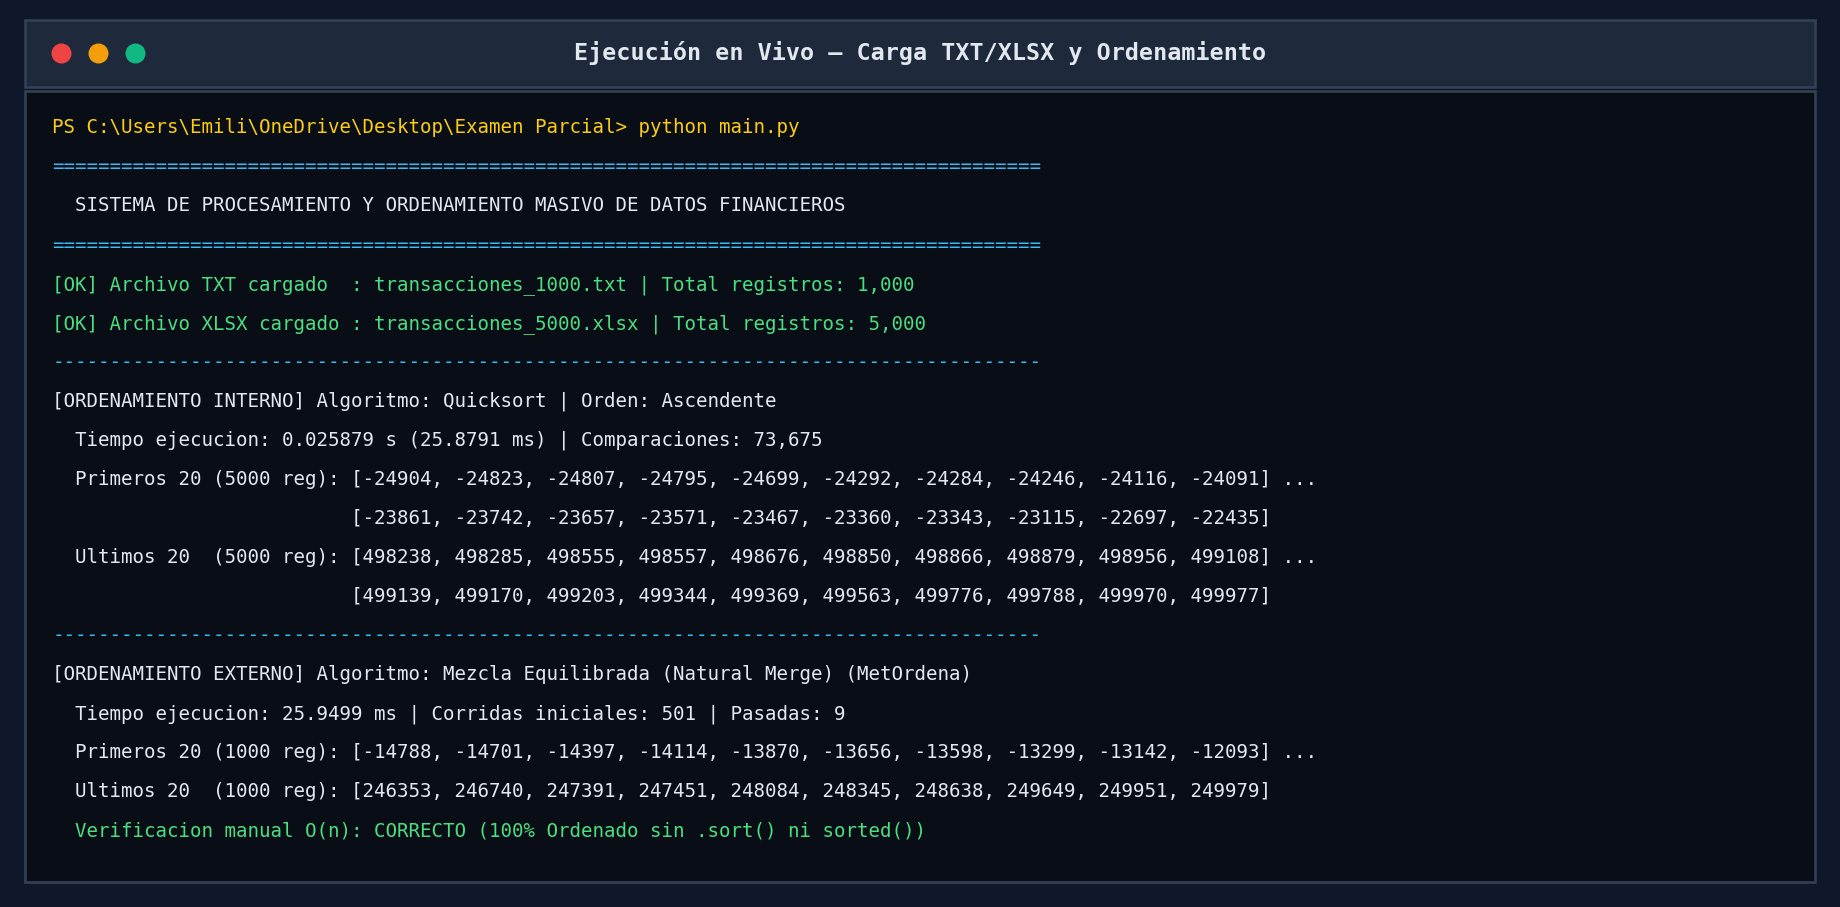 Ejecución en Vivo — Carga TXT/XLSX y Ordenamiento
PS C:\Users\Emili\OneDrive\Desktop\Examen Parcial> python main.py
======================================================================================
SISTEMA DE PROCESAMIENTO Y ORDENAMIENTO MASIVO DE DATOS FINANCIEROS
======================================================================================
[OK] Archivo TXT cargado  : transacciones_1000.txt | Total registros: 1,000
[OK] Archivo XLSX cargado : transacciones_5000.xlsx | Total registros: 5,000
--------------------------------------------------------------------------------------
[ORDENAMIENTO INTERNO] Algoritmo: Quicksort | Orden: Ascendente
Tiempo ejecucion: 0.025879 s (25.8791 ms) | Comparaciones: 73,675
Primeros 20 (5000 reg): [-24904, -24823, -24807, -24795, -24699, -24292, -24284, -24246, -24116, -24091] ...
[-23861, -23742, -23657, -23571, -23467, -23360, -23343, -23115, -22697, -22435]
Ultimos 20  (5000 reg): [498238, 498285, 498555, 498557, 498676, 498850, 498866, 498879, 498956, 499108] ...
[499139, 499170, 499203, 499344, 499369, 499563, 499776, 499788, 499970, 499977]
--------------------------------------------------------------------------------------
[ORDENAMIENTO EXTERNO] Algoritmo: Mezcla Equilibrada (Natural Merge) (MetOrdena)
Tiempo ejecucion: 25.9499 ms | Corridas iniciales: 501 | Pasadas: 9
Primeros 20 (1000 reg): [-14788, -14701, -14397, -14114, -13870, -13656, -13598, -13299, -13142, -12093] ...
Ultimos 20  (1000 reg): [246353, 246740, 247391, 247451, 248084, 248345, 248638, 249649, 249951, 249979]
Verificacion manual O(n): CORRECTO (100% Ordenado sin .sort() ni sorted())